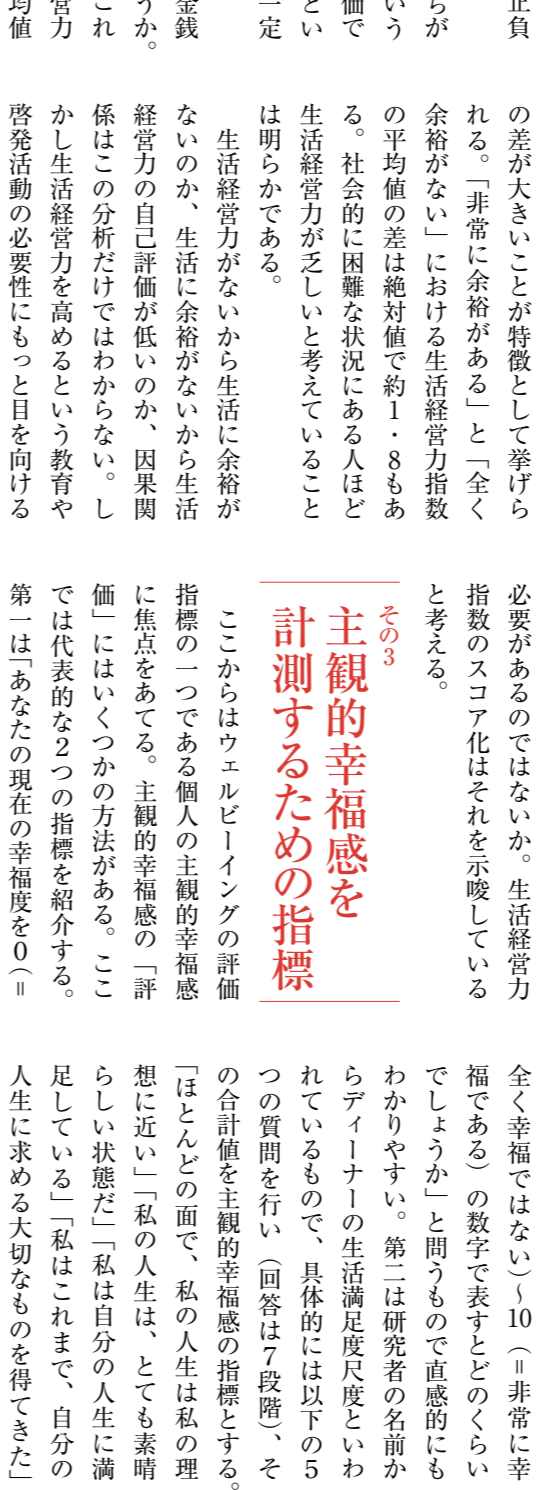 正負
ちが
いう
価で
とい
一定
金銭
うか。
これ
営力
均値
の差が大きいことが特徴として挙げら
れる。「非常に余裕がある」と「全く
余裕がない」における生活経営力指数
の平均値の差は絶対値で約1・8もあ
る。社会的に困難な状況にある人ほど
生活経営力が乏しいと考えていること
は明らかである。
生活経営力がないから生活に余裕が
ないのか、生活に余裕がないから生活
経営力の自己評価が低いのか、因果関
係はこの分析だけではわからない。し
かし生活経営力を高めるという教育や
啓発活動の必要性にもっと目を向ける
必要があるのではないか。生活経営力
指数のスコア化はそれを示唆している
と考える。
その3
主観的幸福感を
計測するための指標
ここからはウェルビーイングの評価
指標の一つである個人の主観的幸福感
に焦点をあてる。主観的幸福感の「評
価」にはいくつかの方法がある。ここ
では代表的な2つの指標を紹介する。
第一は「あなたの現在の幸福度を0(=
全く幸福ではない)~10(=非常に幸
福である)の数字で表すとどのくらい
でしょうか」と問うもので直感的にも
わかりやすい。第二は研究者の名前か
らディーナーの生活満足度尺度といわ
れているもので、具体的には以下の5
つの質問を行い(回答は7段階)、そ
の合計値を主観的幸福感の指標とする。
「ほとんどの面で、私の人生は私の理
想に近い」「私の人生は、とても素晴
らしい状態だ」「私は自分の人生に満
足している」「私はこれまで、自分の
人生に求める大切なものを得てきた」